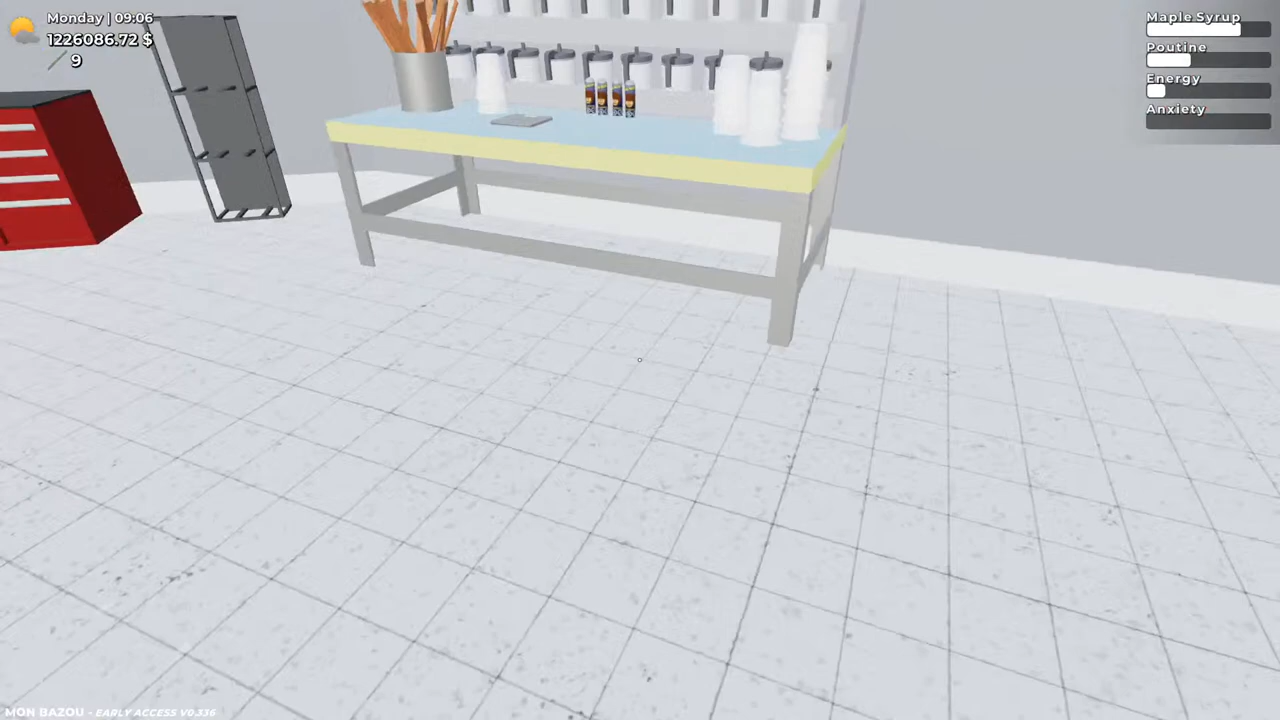 Monday | 09:06
1226086.72 $
9
Maple Syrup
Poutine
Energy
Anxiety
MON BAZOU - EARLY ACCESS V0.336